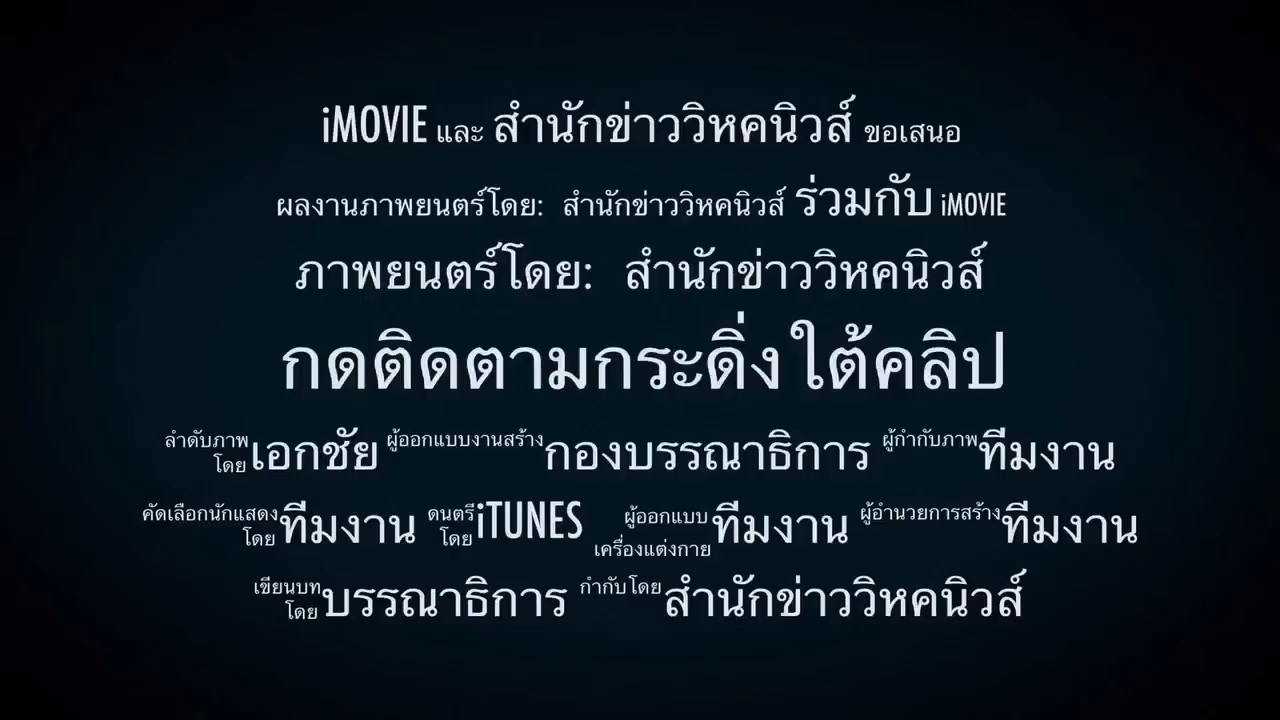 iMOVIE และ สำนักข่าววิหคนิวส์ ขอเสนอ
ผลงานภาพยนตร์โดย: สำนักข่าววิหคนิวส์ ร่วมกับ iMOVIE
ภาพยนตร์โดย: สำนักข่าววิหคนิวส์
กดติดตามกระดิ่ง ใต้คลิป
ลำดับภาพโดย เอกชัย ผู้ออกแบบงานสร้าง กองบรรณาธิการ ผู้กำกับภาพ ทีมงาน
คัดเลือกนักแสดงโดย ทีมงาน ดนตรีโดย iTUNES ผู้ออกแบบเครื่องแต่งกาย ทีมงาน ผู้อำนวยการสร้าง ทีมงาน
เขียนบทโดย บรรณาธิการ กำกับโดย สำนักข่าววิหคนิวส์